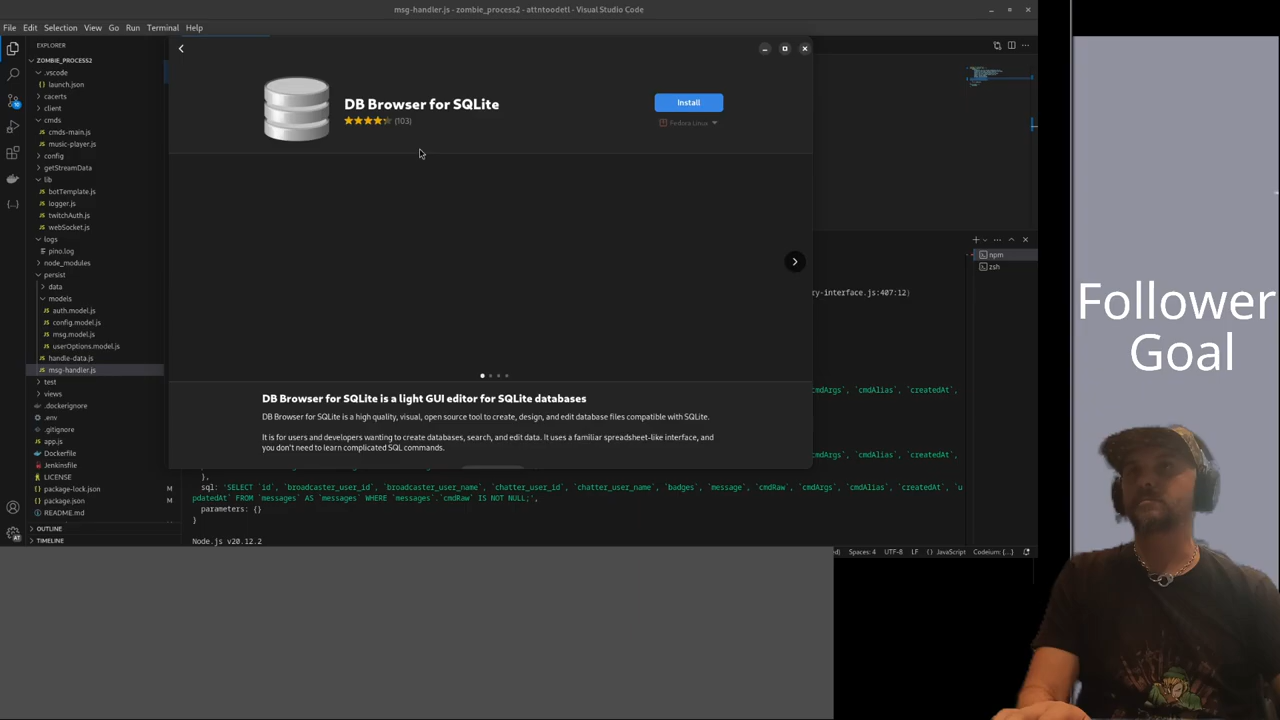 msg-handler.js - zombie_process2 - attntoodetl - Visual Studio Code
File Edit Selection View Go Run Terminal Help
EXPLORER
ZOMBIE_PROCESS2
.vscode
launch.json
cacerts
client
cmds
cmds-main.js
music-player.js
config
getStreamData
lib
botTemplate.js
logger.js
twitchAuth.js
webSocket.js
logs
pino.log
node_modules
persist
data
models
auth.model.js
config.model.js
msg.model.js
userOptions.model.js
handle-data.js
msg-handler.js
test
views
.dockerignore
.env
.gitignore
app.js
Dockerfile
Jenkinsfile
LICENSE
package-lock.json M
package.json M
README.md
OUTLINE
TIMELINE
DB Browser for SQLite
(103)
Install
Fedora Linux
DB Browser for SQLite is a light GUI editor for SQLite databases
DB Browser for SQLite is a high quality, visual, open source tool to create, design, and edit database files compatible with SQLite.
It is for users and developers wanting to create databases, search, and edit data. It uses a familiar spreadsheet-like interface, and
you don't need to learn complicated SQL commands.
npm
zsh
ry-interface.js:407:12)
cmdArgs`, `cmdAlias`, `createdAt`, `u
cmdArgs`, `cmdAlias`, `createdAt`, `u
},
sql: 'SELECT `id`, `broadcaster_user_id`, `broadcaster_user_name`, `chatter_user_id`, `chatter_user_name`, `badges`, `message`, `cmdRaw`, `cmdArgs`, `cmdAlias`, `createdAt`, `u
pdatedAt` FROM `messages` AS `messages` WHERE `messages`.`cmdRaw` IS NOT NULL;',
parameters: {}
}
Node.js v20.12.2
Spaces: 4 UTF-8 LF {} JavaScript Codeium: {...}
Follower
Goal